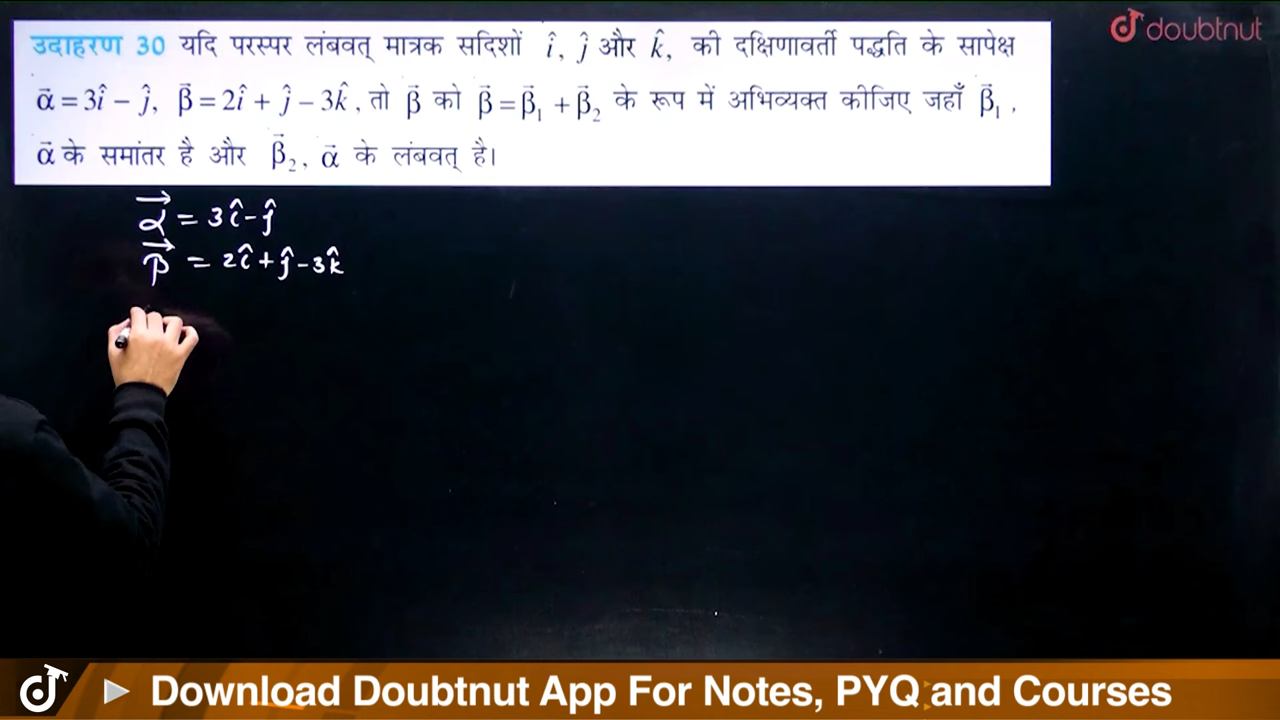 doubtnut
उदाहरण 30 यदि परस्पर लंबवत् मात्रक सदिशों î, ĵ और k̂, की दक्षिणावर्ती पद्धति के सापेक्ष
α⃗ = 3î − ĵ, β⃗ = 2î + ĵ − 3k̂, तो β⃗ को β⃗ = β⃗₁ + β⃗₂ के रूप में अभिव्यक्त कीजिए जहाँ β⃗₁,
α⃗ के समांतर है और β⃗₂, α⃗ के लंबवत् है।
α⃗ = 3î − ĵ
β⃗ = 2î + ĵ − 3k̂
Download Doubtnut App For Notes, PYQ and Courses